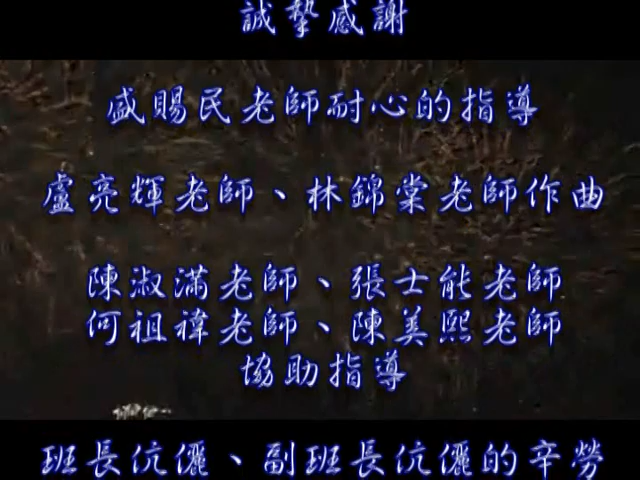 誠摯感謝
盛賜民老師耐心的指導
盧亮輝老師、林錦棠老師作曲
陳淑滿老師、張士能老師
何祖禕老師、陳美熙老師
協助指導
班長伉儷、副班長伉儷的辛勞